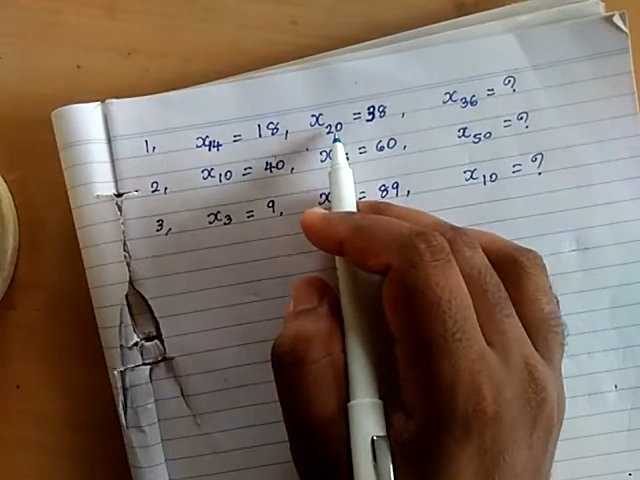 1, x₁₄ = 18, x₂₀ = 38, x₃₆ = ?
2, x₁₀ = 40, x = 60, x₅₀ = ?
3, x₃ = 9, x = 89, x₁₀ = ?